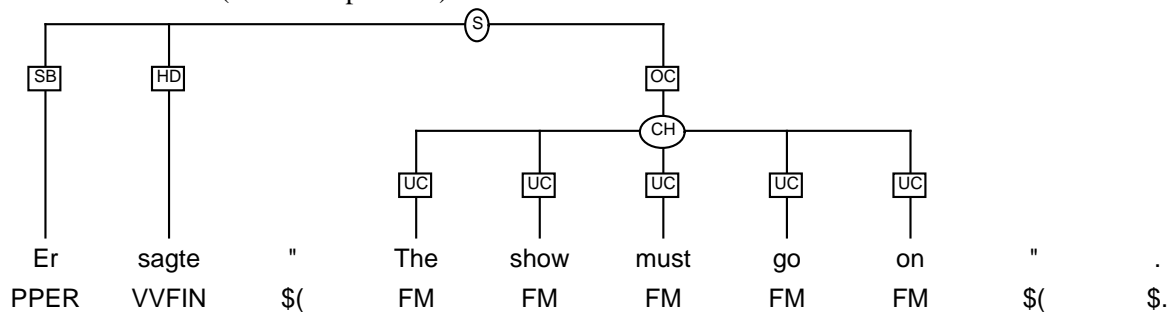 S
SB HD OC
CH
UC UC UC UC UC
Er sagte " The show must go on " .
PPER VVFIN $( FM FM FM FM FM $( $.